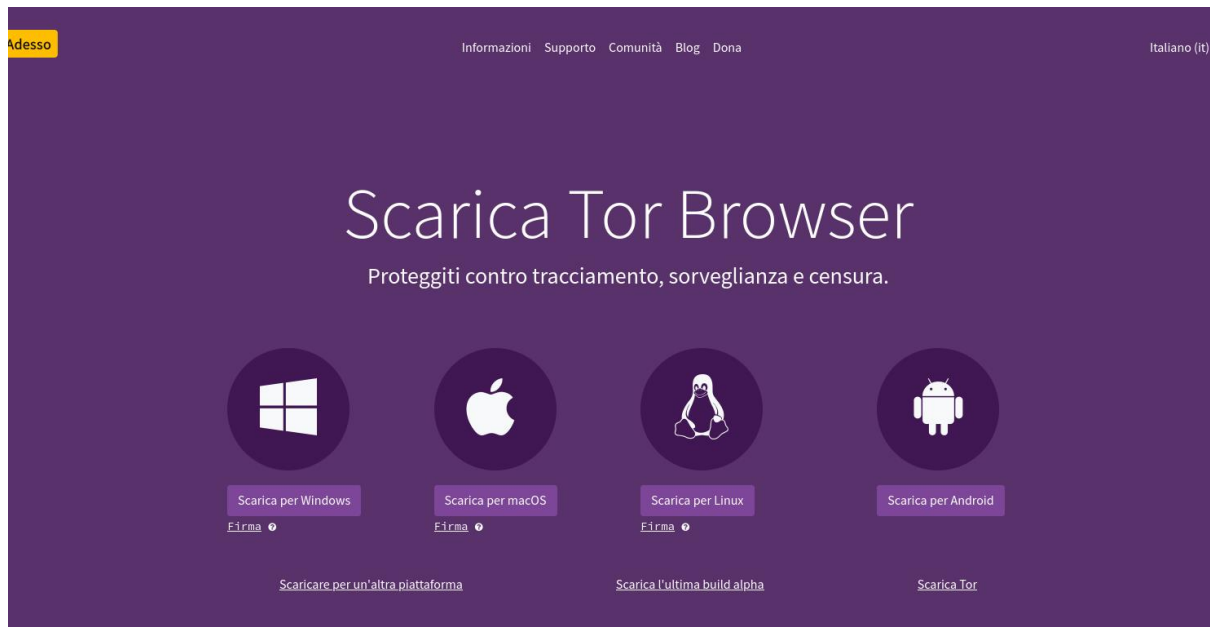 Adesso
Informazioni Supporto Comunità Blog Dona
Italiano (it)
Scarica Tor Browser
Proteggiti contro tracciamento, sorveglianza e censura.
Scarica per Windows
Scarica per macOS
Scarica per Linux
Scarica per Android
Firma
Firma
Firma
Scaricare per un'altra piattaforma
Scarica l'ultima build alpha
Scarica Tor